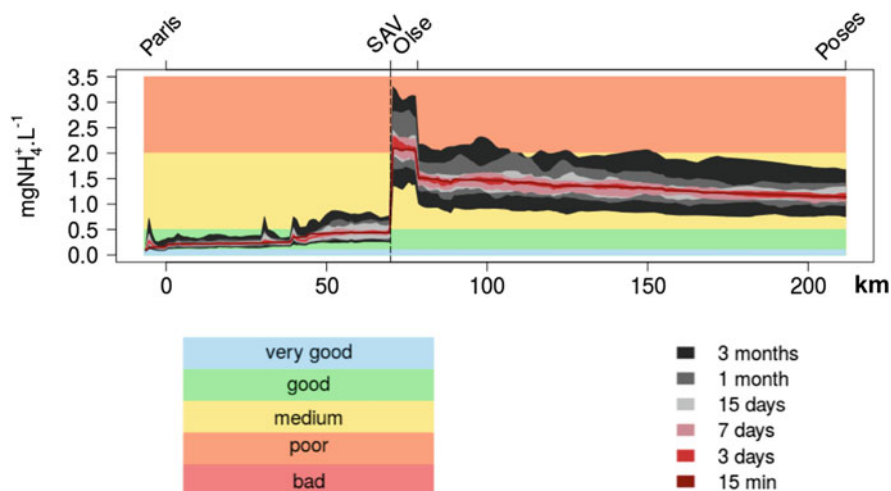 Paris SAV Oise Poses
mgNH₄⁺.L⁻¹
3.5
3.0
2.5
2.0
1.5
1.0
0.5
0.0
0 50 100 150 200 km
very good
good
medium
poor
bad
3 months
1 month
15 days
7 days
3 days
15 min